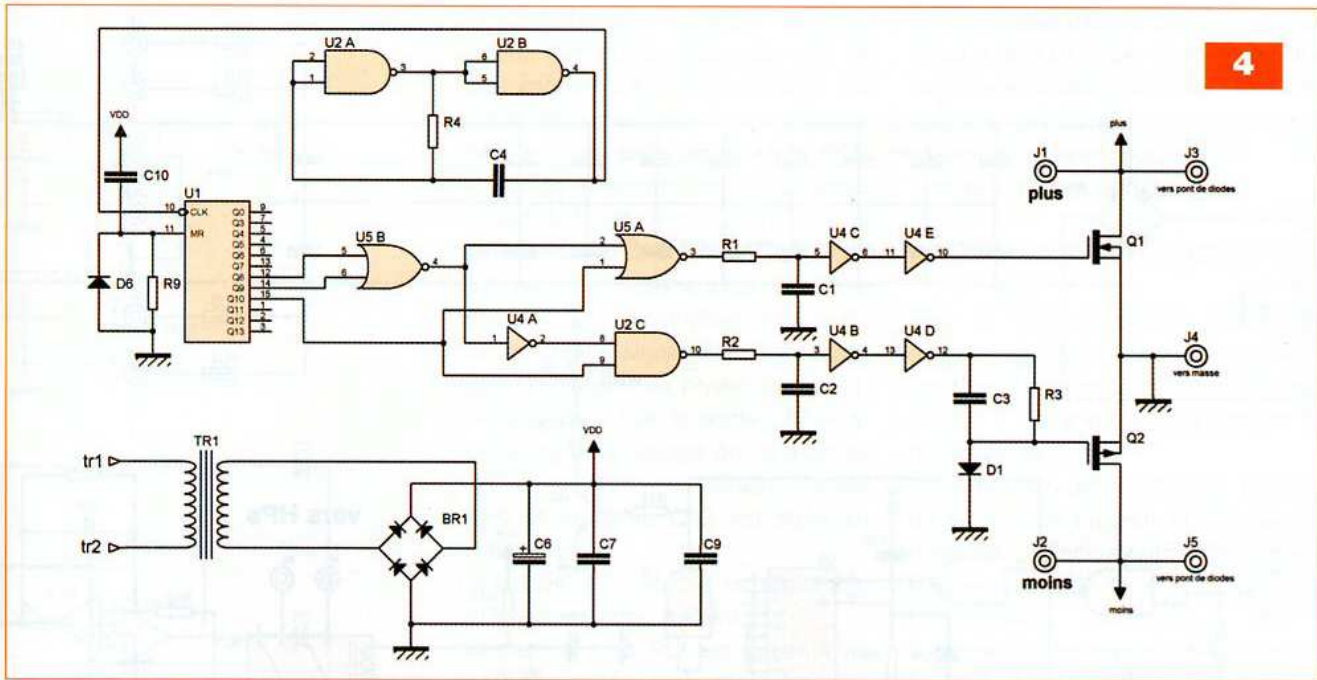 4
U2 A
U2 B
2
1
3
6
5
4
R4
C4
VDD
C10
U1
10
CLK
11
MR
Q0 9
Q3 7
Q4 5
Q5 4
Q6 6
Q7 13
Q8 12
Q9 14
Q10 15
Q11 1
Q12 2
Q13 3
D6
R9
U5 B
5
6
4
U5 A
2
1
3
R1
U4 C
5
6
U4 E
11
10
C1
U4 A
1
2
U2 C
8
9
10
R2
U4 B
3
4
U4 D
13
12
C2
C3
R3
D1
plus
J1
plus
J3
vers pont de diodes
Q1
J4
vers masse
Q2
J2
moins
J5
vers pont de diodes
moins
TR1
tr1
tr2
BR1
VDD
+
C6
C7
C9
vers HPs